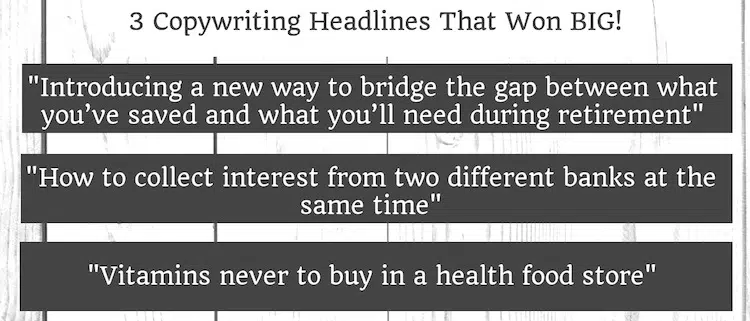 3 Copywriting Headlines That Won BIG!
"Introducing a new way to bridge the gap between what
you’ve saved and what you’ll need during retirement"
"How to collect interest from two different banks at the
same time"
"Vitamins never to buy in a health food store"